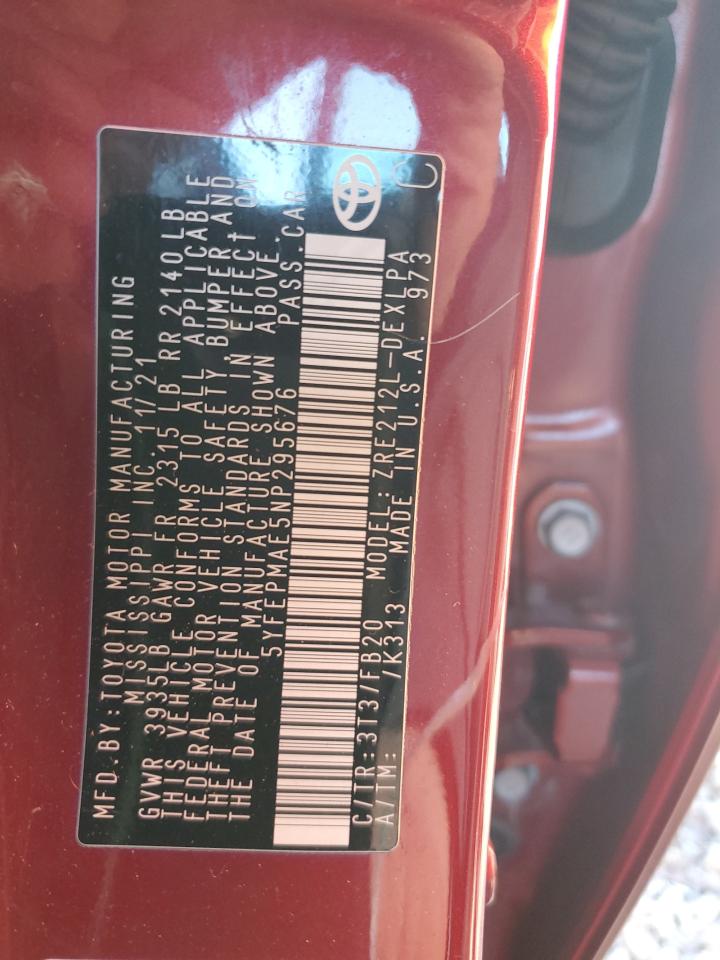 MFD.BY:TOYOTA MOTOR MANUFACTURING
MISSISSIPPI INC. 11/21
GVWR 3935LB GAWR FR 2315 LB RR 2140LB
THIS VEHICLE CONFORMS TO ALL APPLICABLE
FEDERAL MOTOR VEHICLE SAFETY BUMPER AND
THEFT PREVENTION STANDARDS IN EFFECT ON
THE DATE OF MANUFACTURE SHOWN ABOVE.
5YFEPMAE5NP295676 PASS.CAR
C/TR:3T3/FB20 MODEL:ZRE212L-DEXLPA
A/TM: /K313 MADE IN U.S.A. 973
C